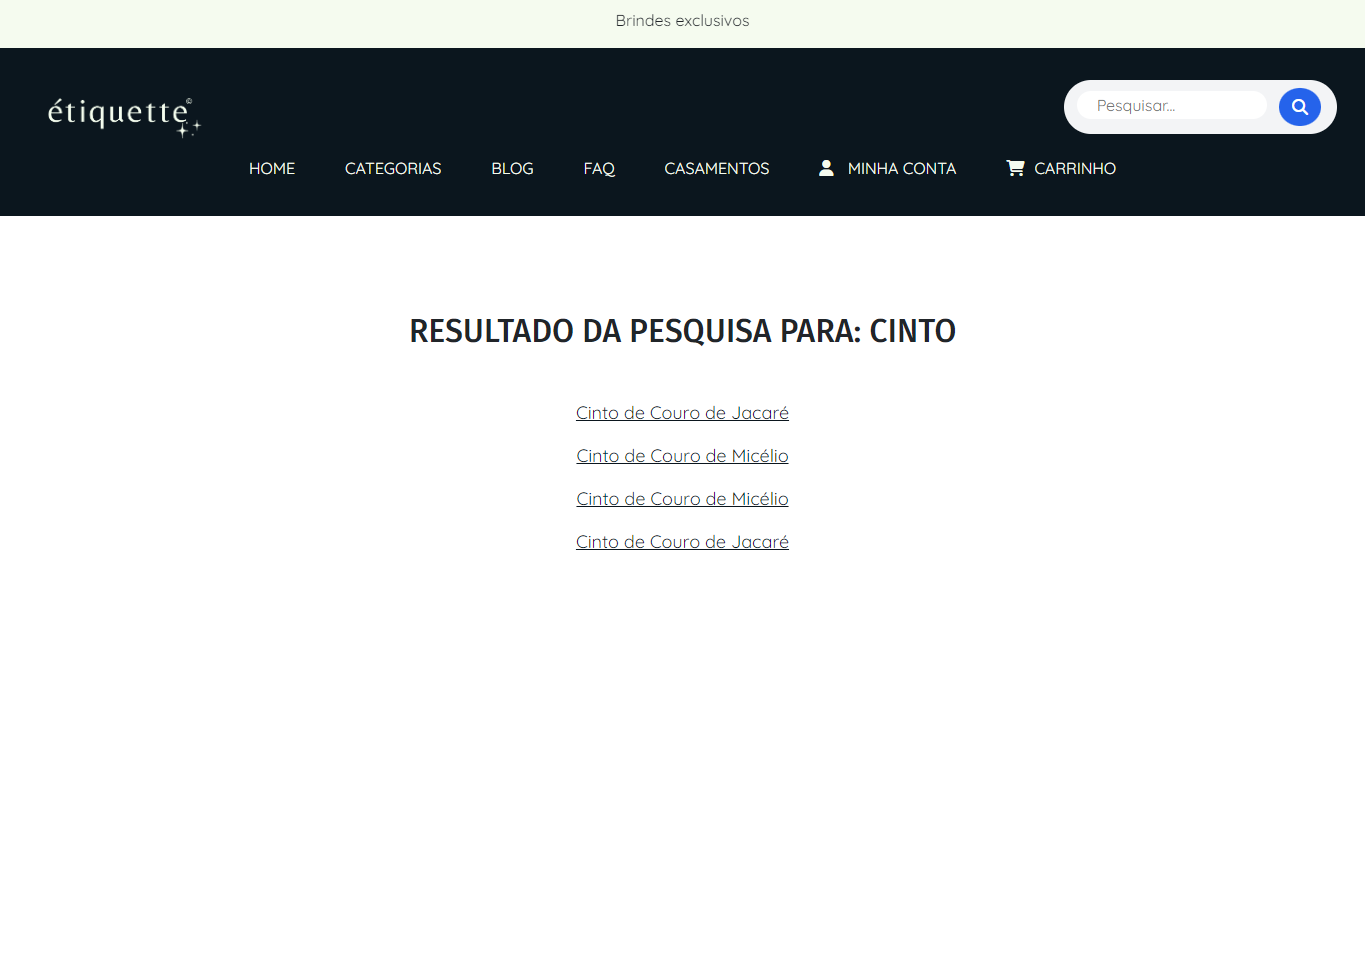 Brindes exclusivos
étiquette©
Pesquisar...
HOME CATEGORIAS BLOG FAQ CASAMENTOS MINHA CONTA CARRINHO
RESULTADO DA PESQUISA PARA: CINTO
Cinto de Couro de Jacaré
Cinto de Couro de Micélio
Cinto de Couro de Micélio
Cinto de Couro de Jacaré